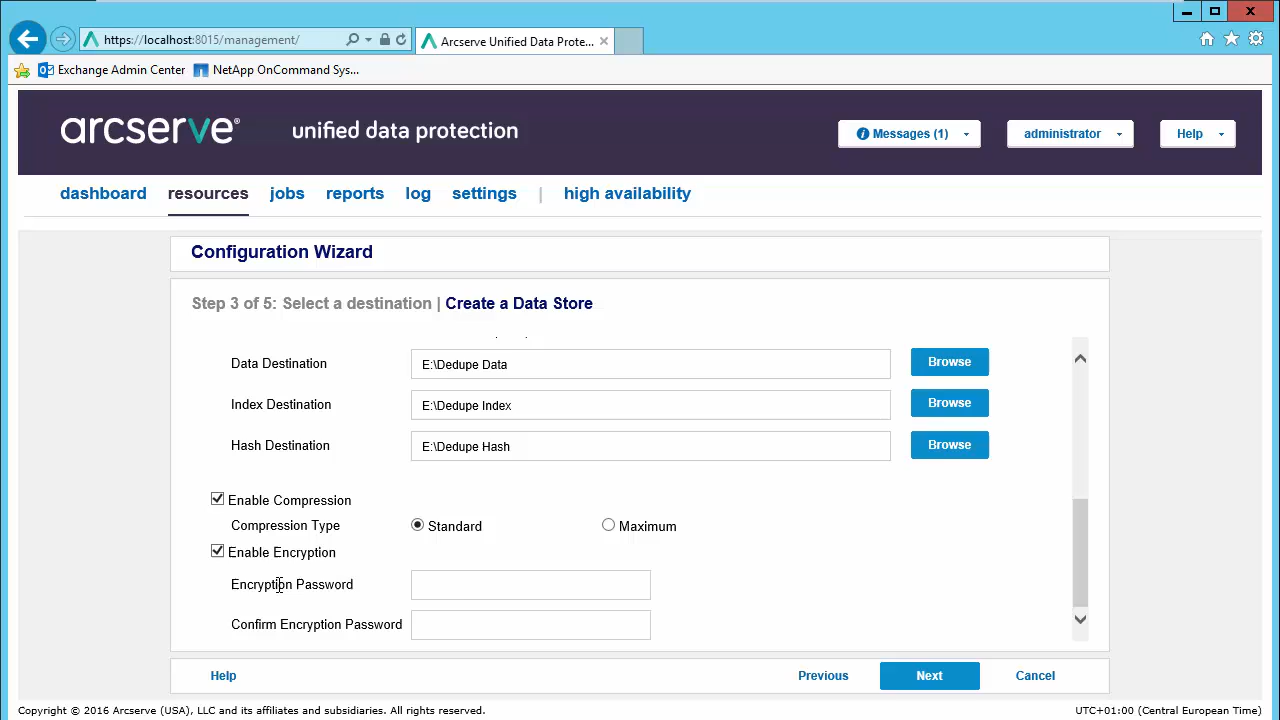 https://localhost:8015/management/
Arcserve Unified Data Prote...
Exchange Admin Center
NetApp OnCommand Sys...
arcserve®
unified data protection
Messages (1)
administrator
Help
dashboard
resources
jobs
reports
log
settings
|
high availability
Configuration Wizard
Step 3 of 5: Select a destination | Create a Data Store
Data Destination
E:\Dedupe Data
Browse
Index Destination
E:\Dedupe Index
Browse
Hash Destination
E:\Dedupe Hash
Browse
Enable Compression
Compression Type
Standard
Maximum
Enable Encryption
Encryption Password
Confirm Encryption Password
Help
Previous
Next
Cancel
Copyright © 2016 Arcserve (USA), LLC and its affiliates and subsidiaries. All rights reserved.
UTC+01:00 (Central European Time)